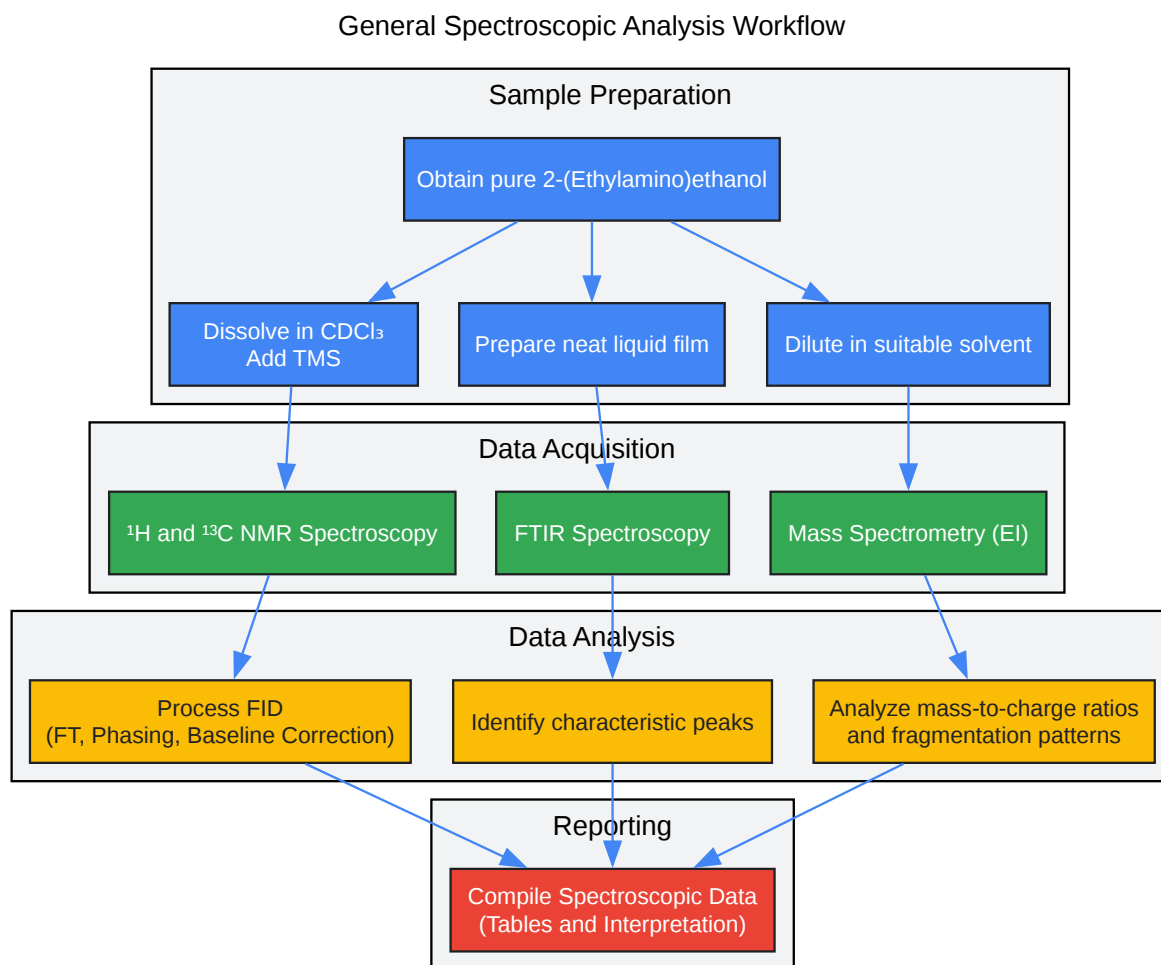 General Spectroscopic Analysis Workflow
Sample Preparation
Obtain pure 2-(Ethylamino)ethanol
Dissolve in CDCl₃
Add TMS
Prepare neat liquid film
Dilute in suitable solvent
Data Acquisition
¹H and ¹³C NMR Spectroscopy
FTIR Spectroscopy
Mass Spectrometry (EI)
Data Analysis
Process FID
(FT, Phasing, Baseline Correction)
Identify characteristic peaks
Analyze mass-to-charge ratios
and fragmentation patterns
Reporting
Compile Spectroscopic Data
(Tables and Interpretation)